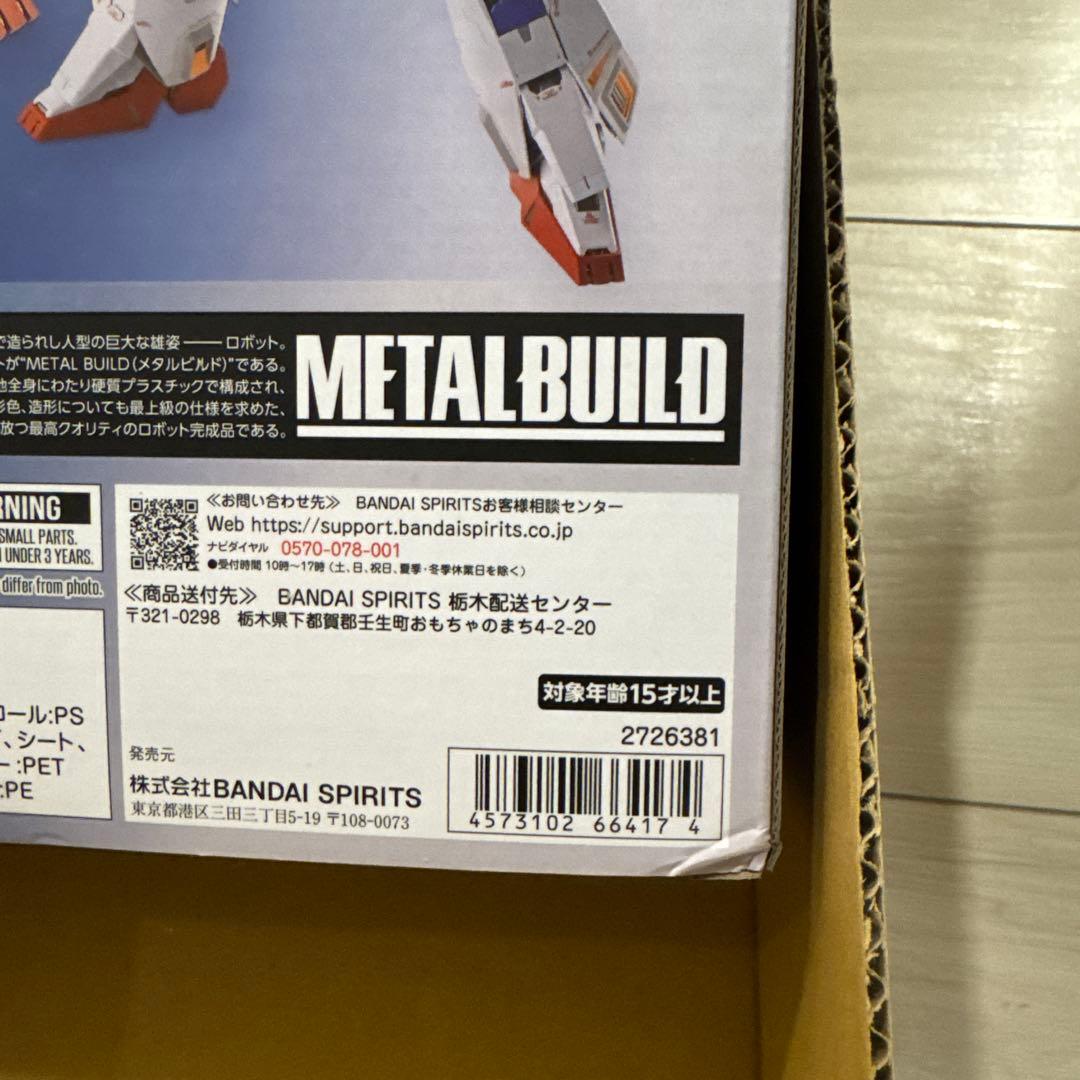 で造られし人型の巨大な雄姿 —— ロボット。
トが“METAL BUILD（メタルビルド）”である。
他全身にわたり硬質プラスチックで構成され、
彩色、造形についても最上級の仕様を求めた、
放つ最高クオリティのロボット完成品である。
METAL BUILD
RNING
SMALL PARTS.
UNDER 3 YEARS.
differ from photo.
≪お問い合わせ先≫ BANDAI SPIRITSお客様相談センター
Web https://support.bandaispirits.co.jp
ナビダイヤル 0570-078-001
●受付時間 10時～17時（土、日、祝日、夏季・冬季休業日を除く）
≪商品送付先≫ BANDAI SPIRITS 栃木配送センター
〒321-0298 栃木県下都賀郡壬生町おもちゃのまち4-2-20
ロール:PS
、シート、
ー:PET
:PE
対象年齢15才以上
2726381
発売元
株式会社BANDAI SPIRITS
東京都港区三田三丁目5-19 〒108-0073
4573102 66417 4